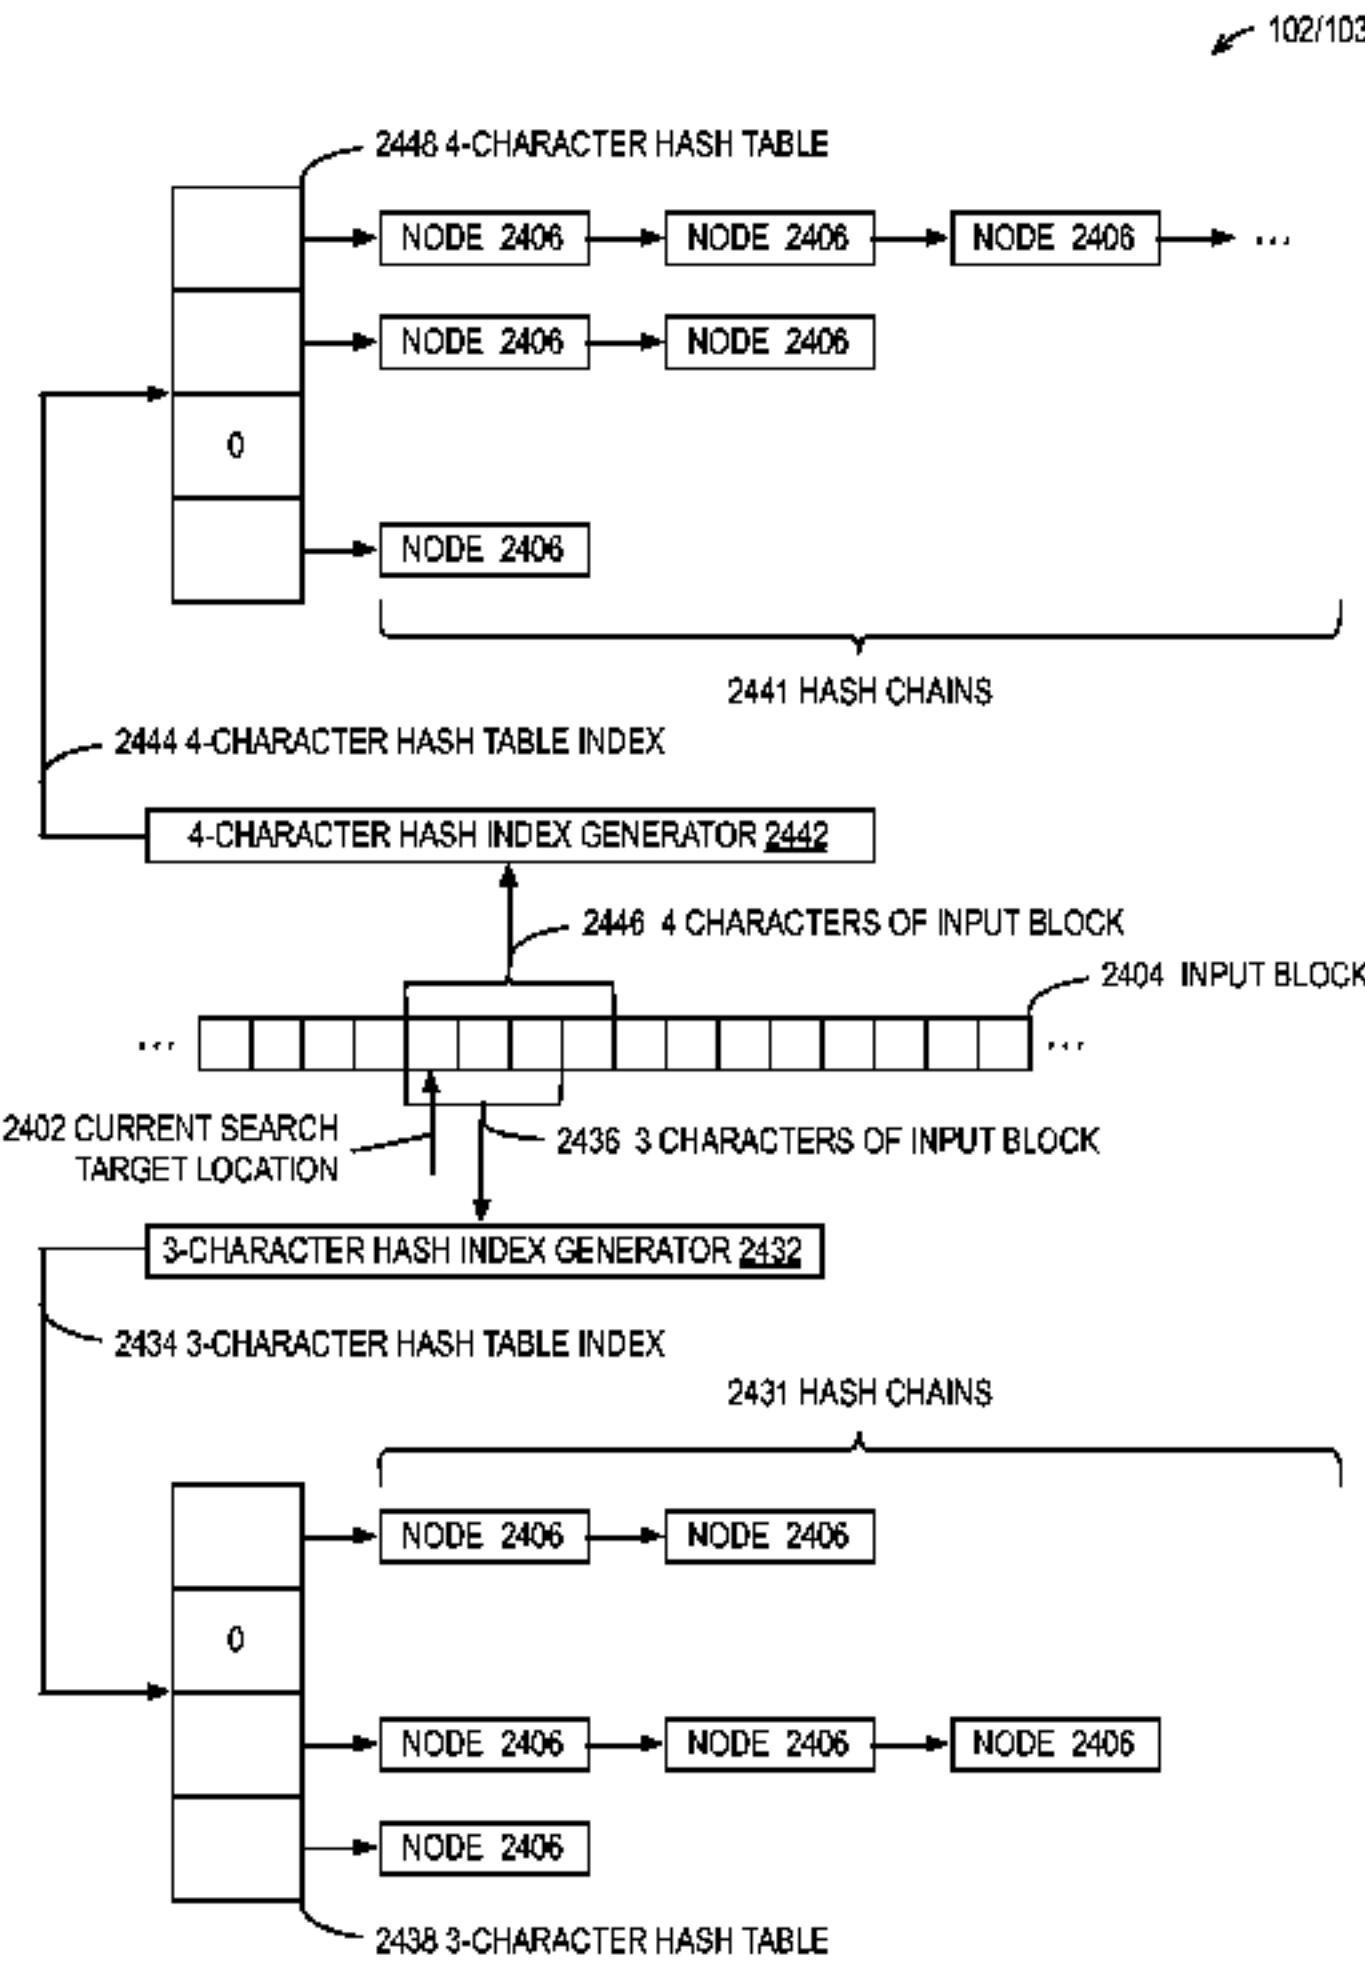 102/103
2448 4-CHARACTER HASH TABLE
NODE 2406 NODE 2406 NODE 2406 ...
NODE 2406 NODE 2406
0
NODE 2406
2441 HASH CHAINS
2444 4-CHARACTER HASH TABLE INDEX
4-CHARACTER HASH INDEX GENERATOR 2442
2446 4 CHARACTERS OF INPUT BLOCK
2404 INPUT BLOCK
... ...
2402 CURRENT SEARCH
TARGET LOCATION
2436 3 CHARACTERS OF INPUT BLOCK
3-CHARACTER HASH INDEX GENERATOR 2432
2434 3-CHARACTER HASH TABLE INDEX
2431 HASH CHAINS
NODE 2406 NODE 2406
0
NODE 2406 NODE 2406 NODE 2406
NODE 2406
2438 3-CHARACTER HASH TABLE